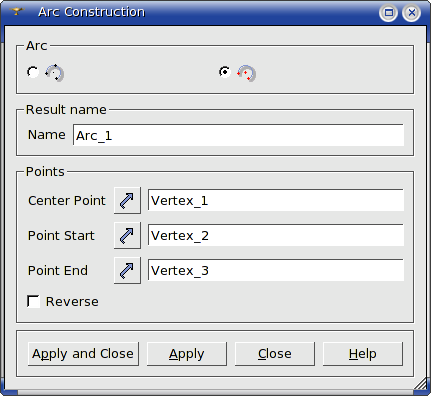 Arc Construction
Arc
Result name
Name Arc_1
Points
Center Point Vertex_1
Point Start Vertex_2
Point End Vertex_3
Reverse
Apply and Close Apply Close Help